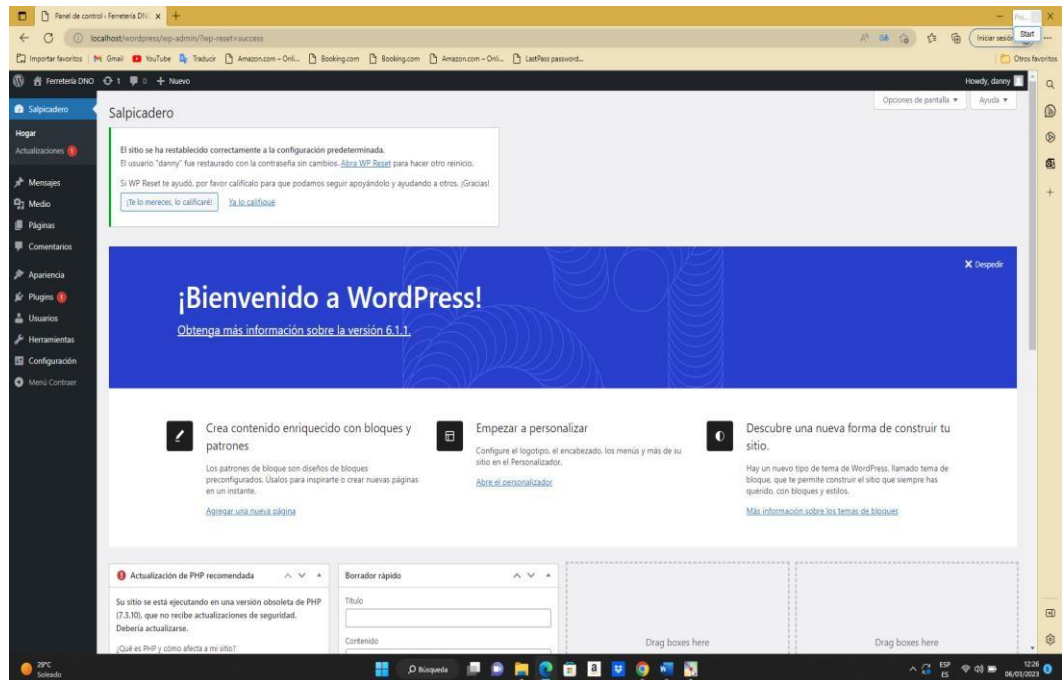 Panel de control ‹ Ferretería DN
localhost/wordpress/wp-admin/?wp-reset=success
Iniciar sesión
Start
Importar favoritos
Gmail
YouTube
Traducir
Amazon.com – Onli...
Booking.com
Booking.com
Amazon.com – Onli...
LastPass password...
Otros favoritos
Ferretería DNO
1
0
Nuevo
Howdy, danny
Opciones de pantalla
Ayuda
Salpicadero
Hogar
Actualizaciones 1
Mensajes
Medio
Páginas
Comentarios
Apariencia
Plugins 1
Usuarios
Herramientas
Configuración
Menú Contraer
Salpicadero
El sitio se ha restablecido correctamente a la configuración predeterminada.
El usuario "danny" fue restaurado con la contraseña sin cambios. Abra WP Reset para hacer otro reinicio.
Si WP Reset te ayudó, por favor califícalo para que podamos seguir apoyándolo y ayudando a otros. ¡Gracias!
¡Te lo mereces, lo calificaré!
Ya lo califiqué
Despedir
¡Bienvenido a WordPress!
Obtenga más información sobre la versión 6.1.1.
Crea contenido enriquecido con bloques y
patrones
Los patrones de bloque son diseños de bloques
preconfigurados. Úsalos para inspirarte o crear nuevas páginas
en un instante.
Agregar una nueva página
Empezar a personalizar
Configure el logotipo, el encabezado, los menús y más de su
sitio en el Personalizador.
Abre el personalizador
Descubre una nueva forma de construir tu
sitio.
Hay un nuevo tipo de tema de WordPress, llamado tema de
bloque, que te permite construir el sitio que siempre has
querido, con bloques y estilos.
Más información sobre los temas de bloques
Actualización de PHP recomendada
Su sitio se está ejecutando en una versión obsoleta de PHP
(7.3.10), que no recibe actualizaciones de seguridad.
Debería actualizarse.
¿Qué es PHP y cómo afecta a mi sitio?
Borrador rápido
Título
Contenido
Drag boxes here
Drag boxes here
29°C
Soleado
Búsqueda
ESP
ES
12:26
06/03/2023